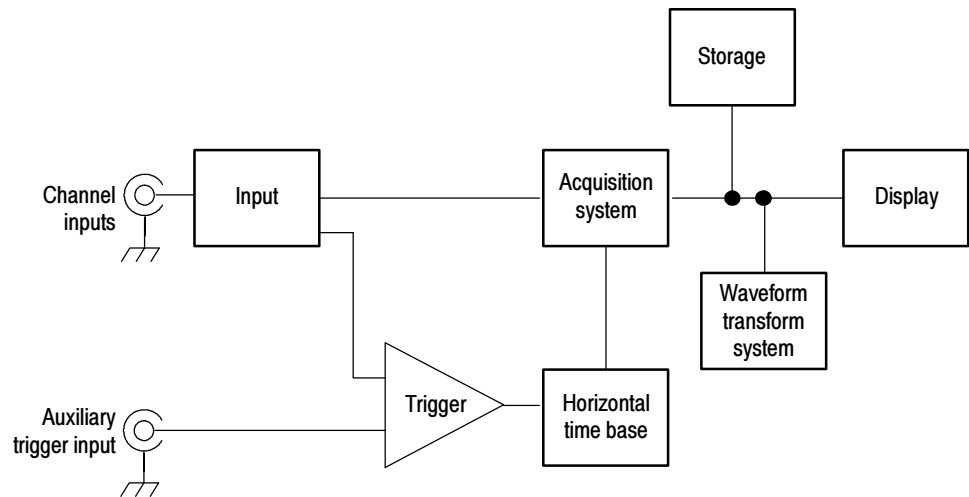 Storage
Channel
inputs
Input
Acquisition
system
Display
Waveform
transform
system
Auxiliary
trigger input
Trigger
Horizontal
time base